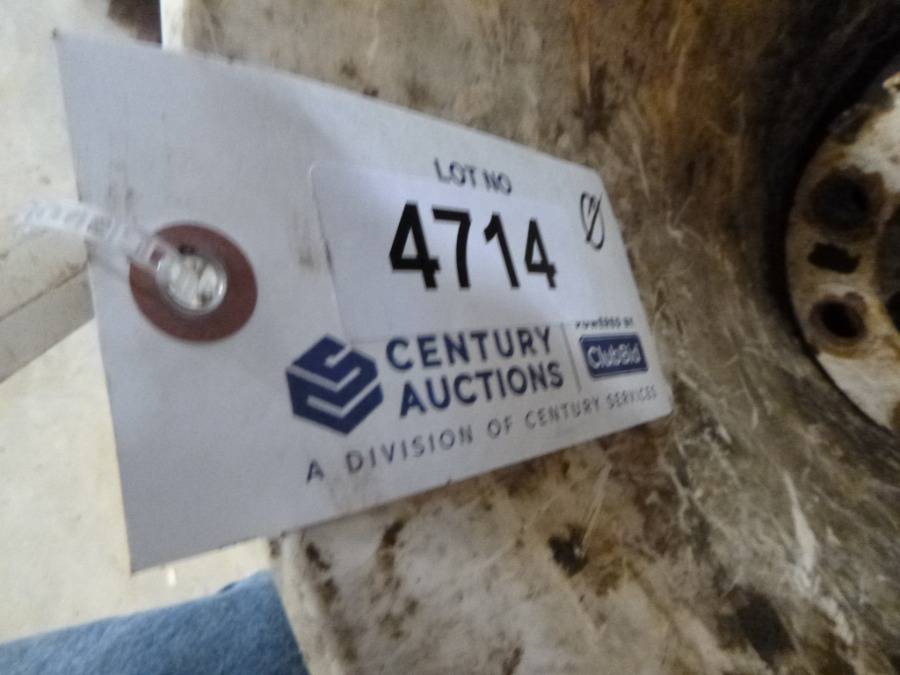 LOT NO
4714
CENTURY
AUCTIONS
POWERED BY
ClubBid
A DIVISION OF CENTURY SERVICES